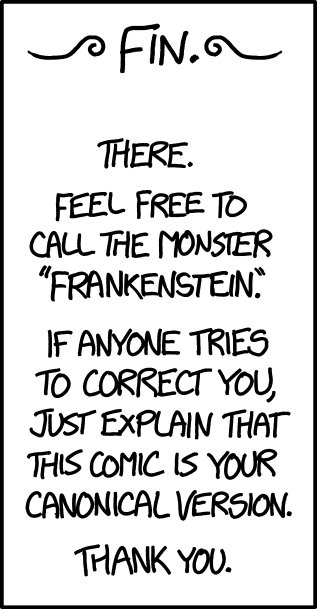 FIN.
THERE.
FEEL FREE TO
CALL THE MONSTER
"FRANKENSTEIN."
IF ANYONE TRIES
TO CORRECT YOU,
JUST EXPLAIN THAT
THIS COMIC IS YOUR
CANONICAL VERSION.
THANK YOU.